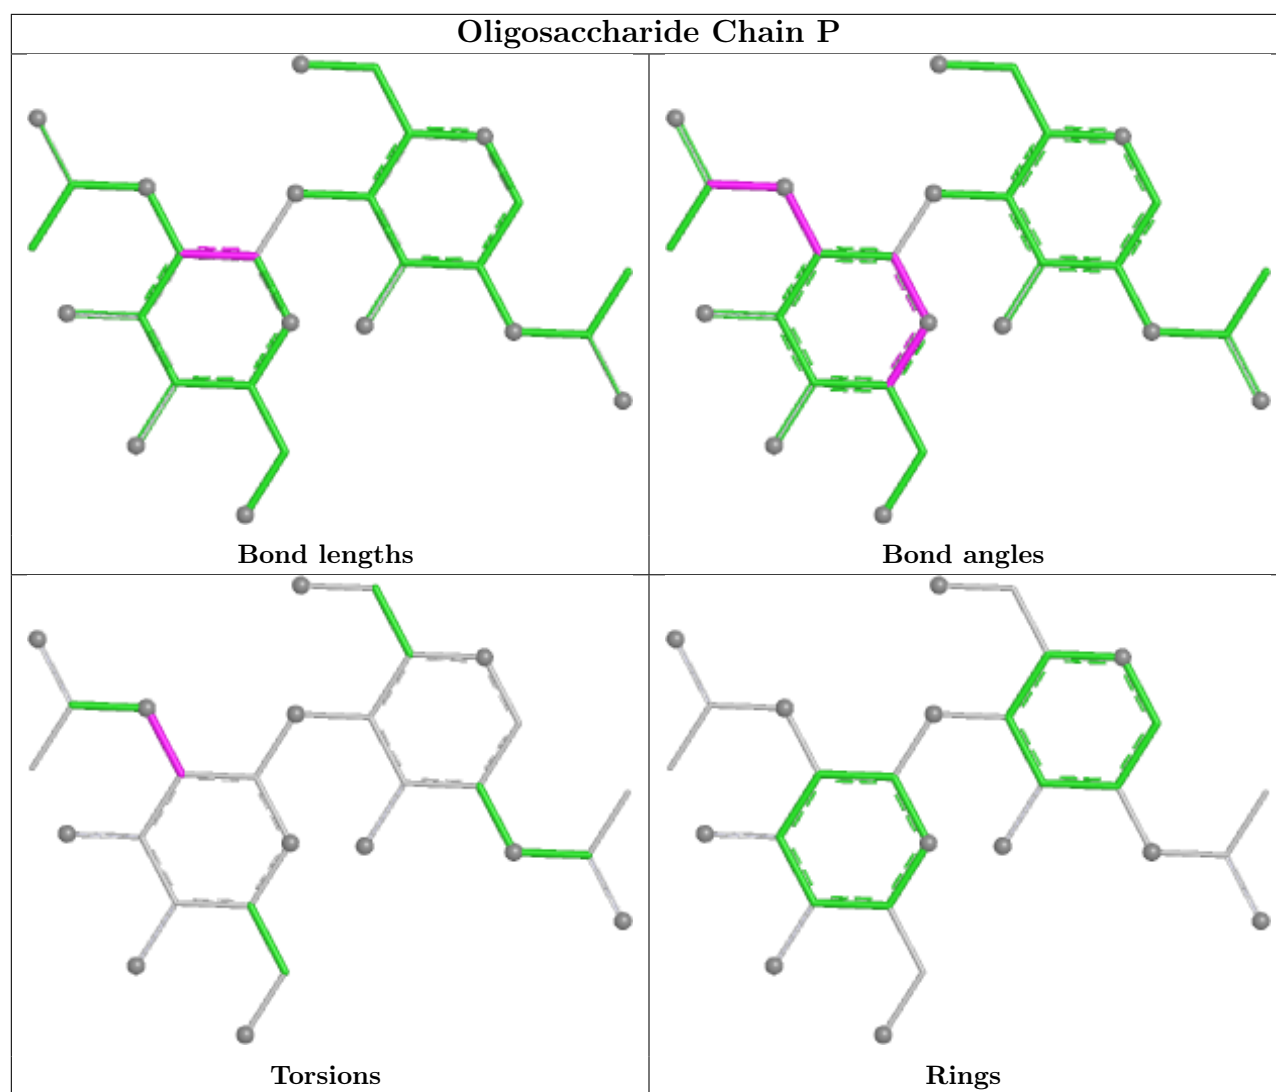 Oligosaccharide Chain P
Bond lengths
Bond angles
Torsions
Rings